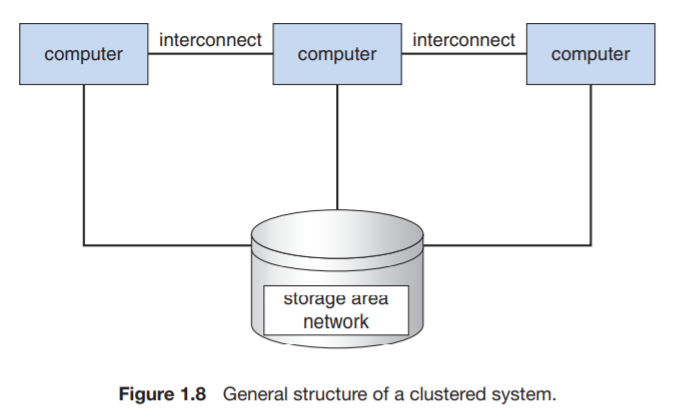 interconnect interconnect
computer computer computer
storage area
network
Figure 1.8 General structure of a clustered system.